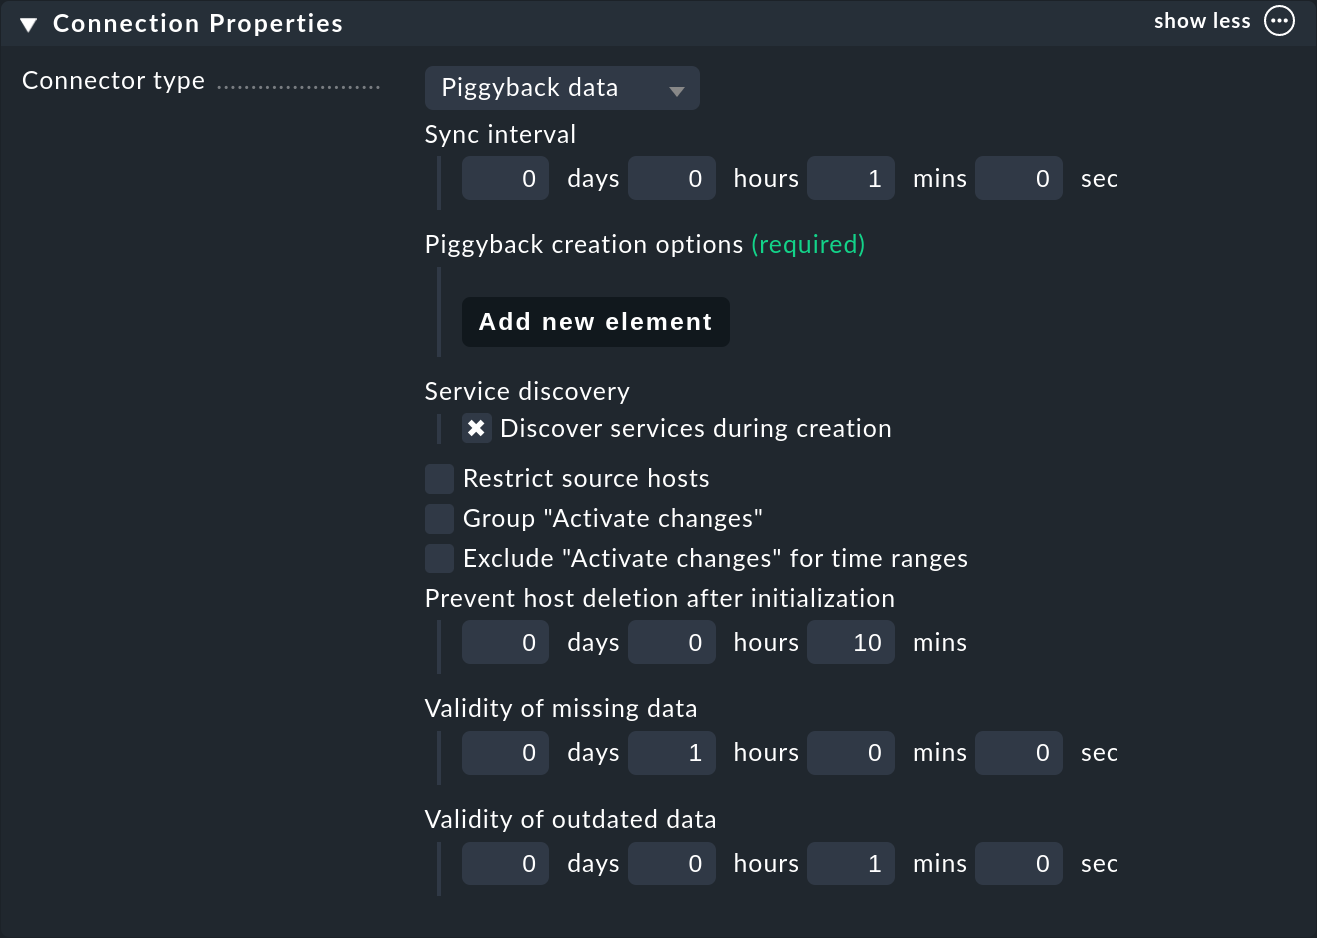 Connection Properties show less
Connector type ........................ Piggyback data
Sync interval
0 days 0 hours 1 mins 0 sec
Piggyback creation options (required)
Add new element
Service discovery
Discover services during creation
Restrict source hosts
Group "Activate changes"
Exclude "Activate changes" for time ranges
Prevent host deletion after initialization
0 days 0 hours 10 mins
Validity of missing data
0 days 1 hours 0 mins 0 sec
Validity of outdated data
0 days 0 hours 1 mins 0 sec